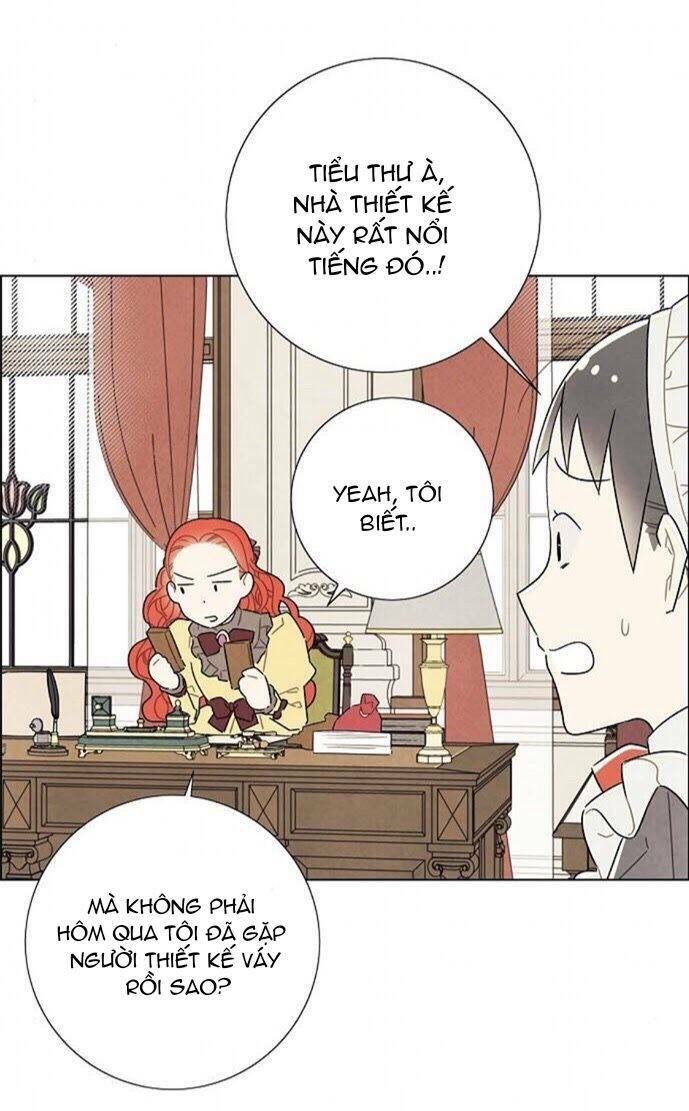 TIỂU THƯ À,
NHÀ THIẾT KẾ
NÀY RẤT NỔI
TIẾNG ĐÓ..!
YEAH, TÔI
BIẾT..
MÀ KHÔNG PHẢI
HÔM QUA TÔI ĐÃ GẶP
NGƯỜI THIẾT KẾ VÁY
RỒI SAO?